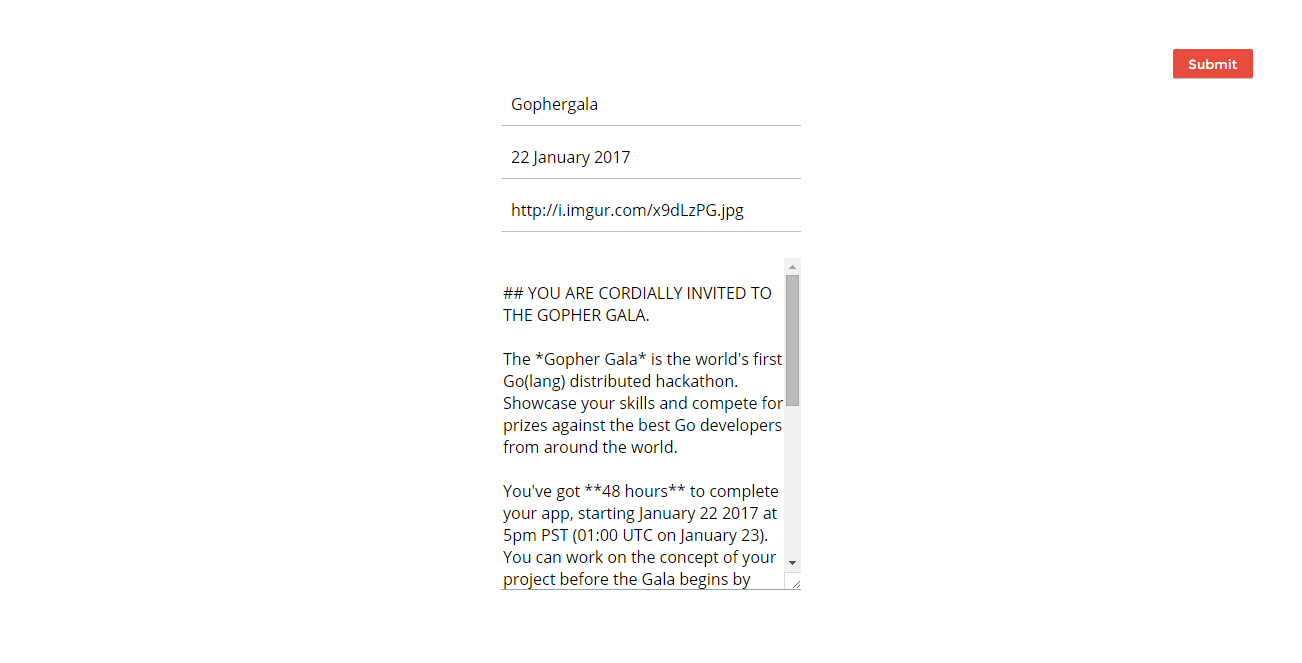 Submit
Gophergala
22 January 2017
http://i.imgur.com/x9dLzPG.jpg
## YOU ARE CORDIALLY INVITED TO
THE GOPHER GALA.
The *Gopher Gala* is the world's first
Go(lang) distributed hackathon.
Showcase your skills and compete for
prizes against the best Go developers
from around the world.
You've got **48 hours** to complete
your app, starting January 22 2017 at
5pm PST (01:00 UTC on January 23).
You can work on the concept of your
project before the Gala begins by